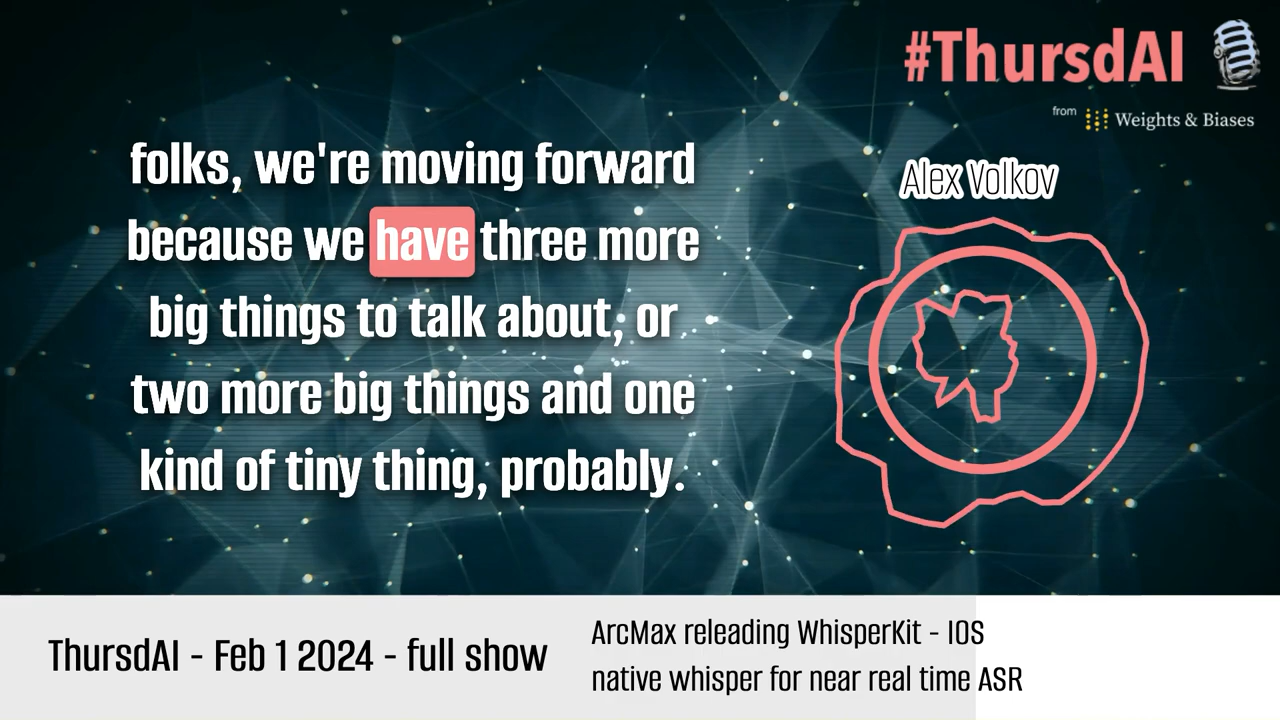 #ThursdAI
from Weights & Biases
Alex Volkov
folks, we're moving forward
because we have three more
big things to talk about, or
two more big things and one
kind of tiny thing, probably.
ThursdAI - Feb 1 2024 - full show
ArcMax releading WhisperKit - IOS
native whisper for near real time ASR